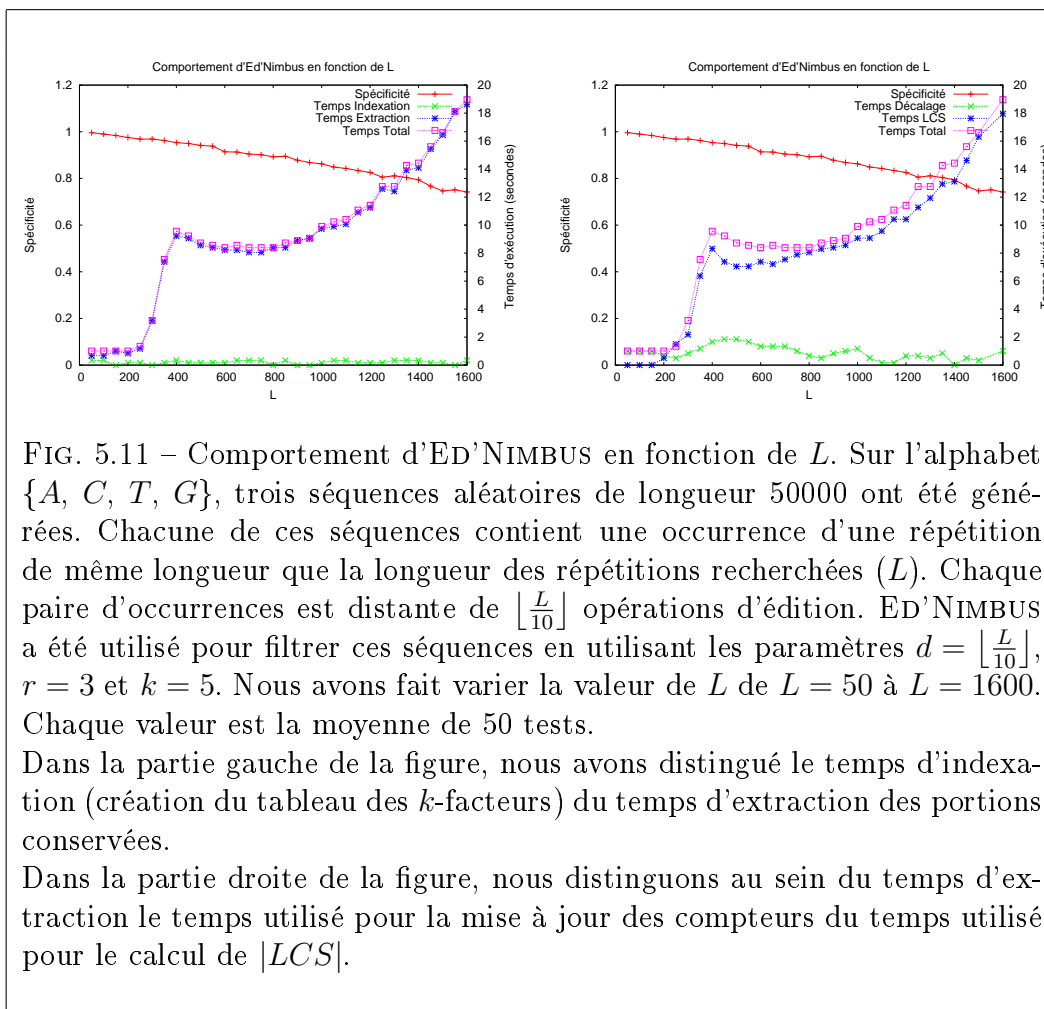 Comportement d'Ed'Nimbus en fonction de L
1.2
1
0.8
0.6
0.4
0.2
0
Spécificité
20
18
16
14
12
10
8
6
4
2
0
Temps d'exécution (secondes)
Spécificité
Temps Indexation
Temps Extraction
Temps Total
0 200 400 600 800 1000 1200 1400 1600
L
Comportement d'Ed'Nimbus en fonction de L
1.2
1
0.8
0.6
0.4
0.2
0
Spécificité
20
18
16
14
12
10
8
6
4
2
0
Temps d'exécution (secondes)
Spécificité
Temps Décalage
Temps LCS
Temps Total
0 200 400 600 800 1000 1200 1400 1600
L
FIG. 5.11 – Comportement d'ED'NIMBUS en fonction de L. Sur l'alphabet
{A, C, T, G}, trois séquences aléatoires de longueur 50000 ont été géné-
rées. Chacune de ces séquences contient une occurrence d'une répétition
de même longueur que la longueur des répétitions recherchées (L). Chaque
paire d'occurrences est distante de ⌊L/10⌋ opérations d'édition. ED'NIMBUS
a été utilisé pour filtrer ces séquences en utilisant les paramètres d = ⌊L/10⌋,
r = 3 et k = 5. Nous avons fait varier la valeur de L de L = 50 à L = 1600.
Chaque valeur est la moyenne de 50 tests.
Dans la partie gauche de la figure, nous avons distingué le temps d'indexa-
tion (création du tableau des k-facteurs) du temps d'extraction des portions
conservées.
Dans la partie droite de la figure, nous distinguons au sein du temps d'ex-
traction le temps utilisé pour la mise à jour des compteurs du temps utilisé
pour le calcul de |LCS|.